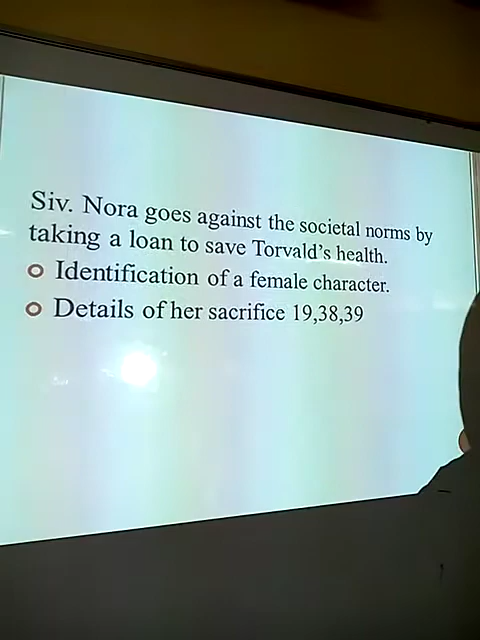 Siv. Nora goes against the societal norms by
taking a loan to save Torvald's health.
Identification of a female character.
Details of her sacrifice 19,38,39